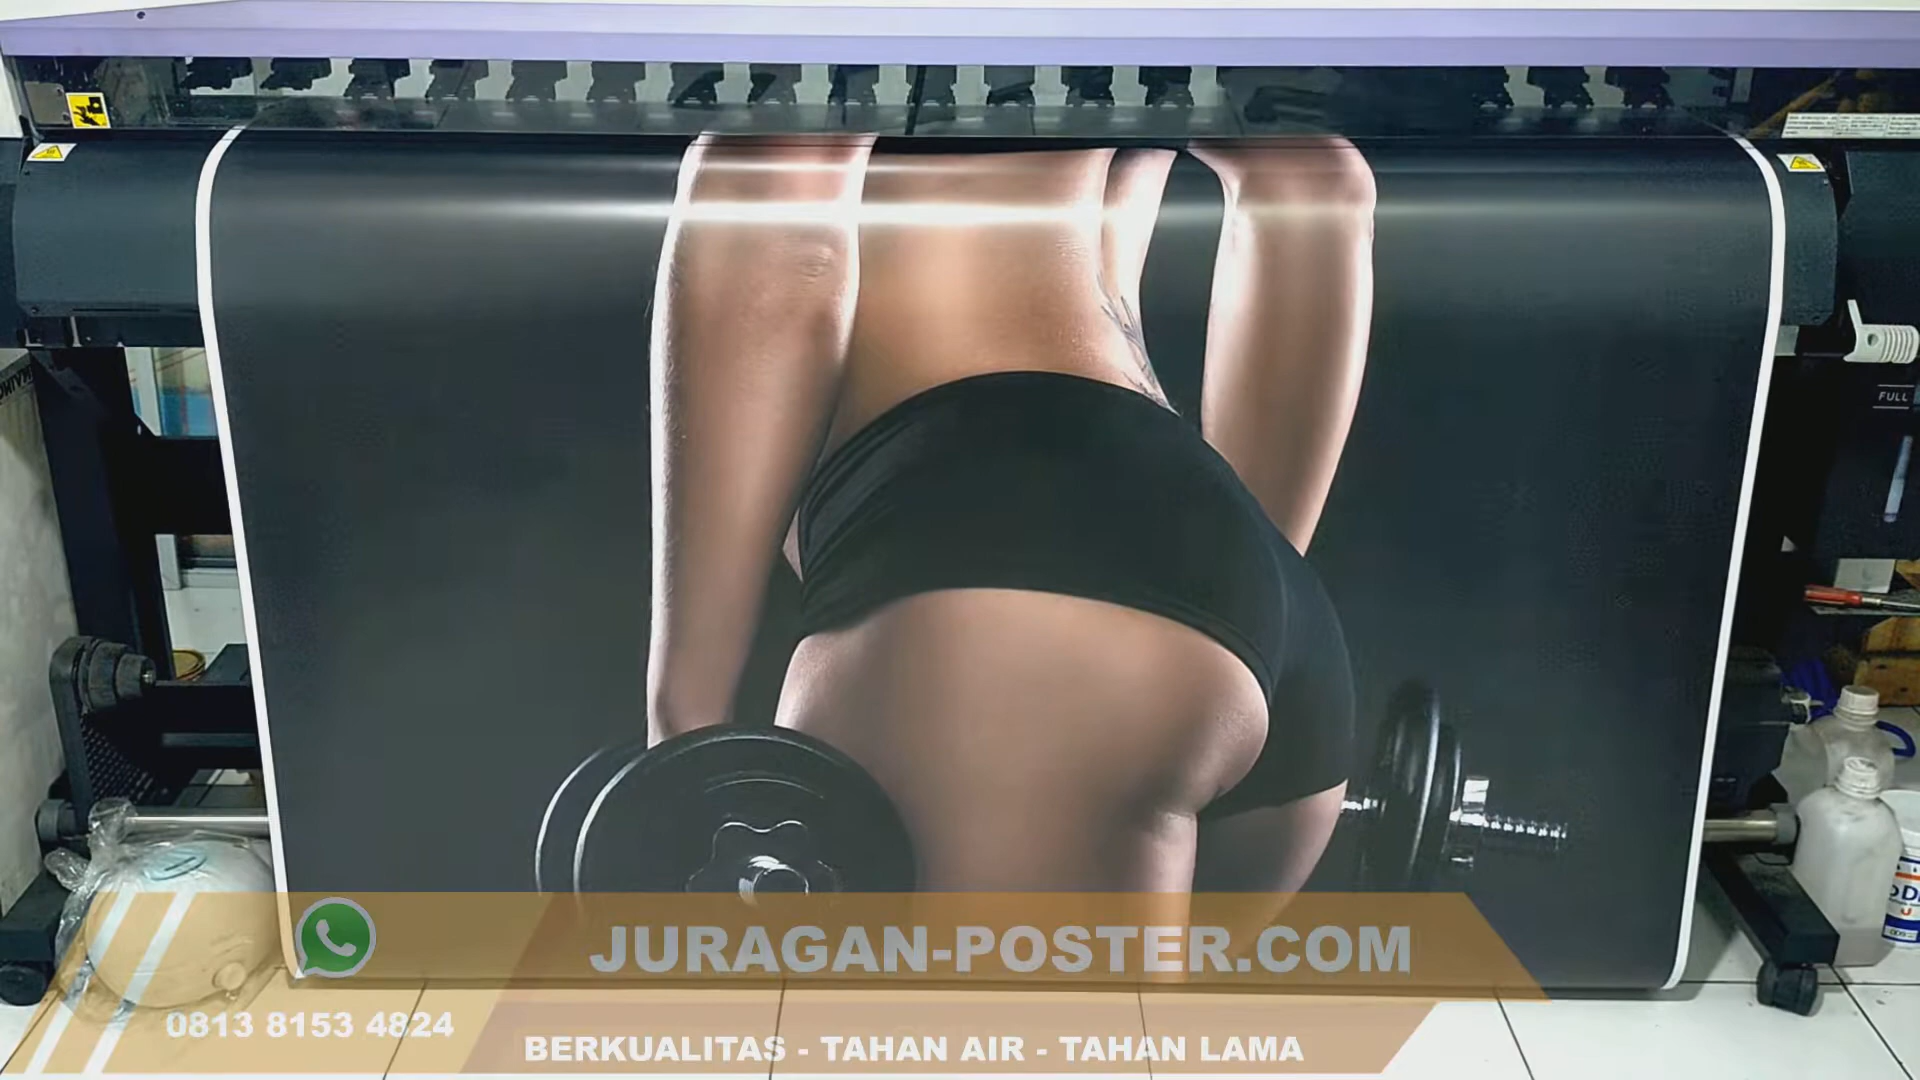 FULL
JURAGAN-POSTER.COM
0813 8153 4824
BERKUALITAS - TAHAN AIR - TAHAN LAMA